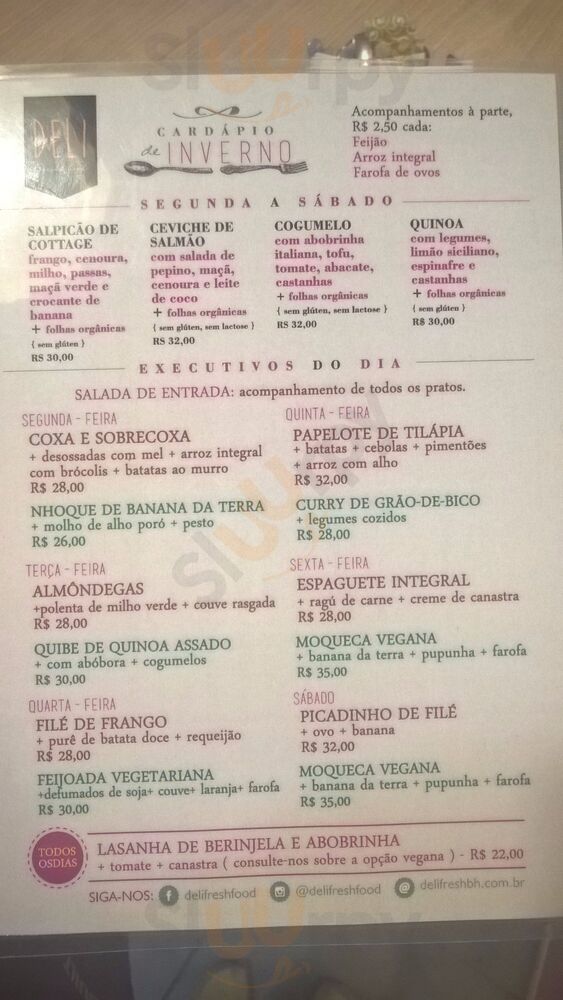 sluurpy
DELI
CARDÁPIO
de INVERNO
Acompanhamentos à parte,
R$ 2,50 cada:
Feijão
Arroz integral
Farofa de ovos
SEGUNDA A SÁBADO
SALPICÃO DE
COTTAGE
frango, cenoura,
milho, passas,
maçã verde e
crocante de
banana
+ folhas orgânicas
{ sem glúten }
R$ 30,00
CEVICHE DE
SALMÃO
com salada de
pepino, maçã,
cenoura e leite
de coco
+ folhas orgânicas
{ sem glúten, sem lactose }
R$ 32,00
COGUMELO
com abobrinha
italiana, tofu,
tomate, abacate,
castanhas
+ folhas orgânicas
{ sem glúten, sem lactose }
R$ 32,00
QUINOA
com legumes,
limão siciliano,
espinafre e
castanhas
+ folhas orgânicas
{ sem glúten }
R$ 30,00
EXECUTIVOS DO DIA
SALADA DE ENTRADA: acompanhamento de todos os pratos.
SEGUNDA - FEIRA
COXA E SOBRECOXA
+ desossadas com mel + arroz integral
com brócolis + batatas ao murro
R$ 28,00
NHOQUE DE BANANA DA TERRA
+ molho de alho poró + pesto
R$ 26,00
TERÇA - FEIRA
ALMÔNDEGAS
+polenta de milho verde + couve rasgada
R$ 28,00
QUIBE DE QUINOA ASSADO
+ com abóbora + cogumelos
R$ 30,00
QUARTA - FEIRA
FILÉ DE FRANGO
+ purê de batata doce + requeijão
R$ 28,00
FEIJOADA VEGETARIANA
+defumados de soja+ couve+ laranja+ farofa
R$ 30,00
QUINTA - FEIRA
PAPELOTE DE TILÁPIA
+ batatas + cebolas + pimentões
+ arroz com alho
R$ 32,00
CURRY DE GRÃO-DE-BICO
+ legumes cozidos
R$ 28,00
SEXTA - FEIRA
ESPAGUETE INTEGRAL
+ ragú de carne + creme de canastra
R$ 28,00
MOQUECA VEGANA
+ banana da terra + pupunha + farofa
R$ 35,00
SÁBADO
PICADINHO DE FILÉ
+ ovo + banana
R$ 32,00
MOQUECA VEGANA
+ banana da terra + pupunha + farofa
R$ 35,00
TODOS
OSDIAS
LASANHA DE BERINJELA E ABOBRINHA
+ tomate + canastra ( consulte-nos sobre a opção vegana ) - R$ 22,00
SIGA-NOS: delifreshfood @delifreshfood delifreshbh.com.br
sluurpy